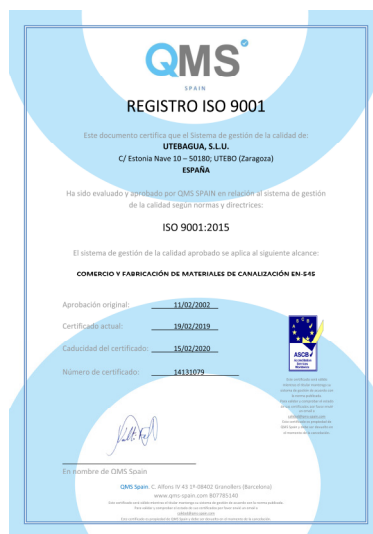 QMS
SPAIN
REGISTRO ISO 9001
Este documento certifica que el Sistema de gestión de la calidad de:
UTEBAGUA, S.L.U.
C/ Estonia Nave 10 – 50180; UTEBO (Zaragoza)
ESPAÑA
Ha sido evaluado y aprobado por QMS SPAIN en relación al sistema de gestión
de la calidad según normas y directrices:
ISO 9001:2015
El sistema de gestión de la calidad aprobado se aplica al siguiente alcance:
COMERCIO Y FABRICACIÓN DE MATERIALES DE CANALIZACIÓN EN-545
Aprobación original: 11/02/2002
Certificado actual: 19/02/2019
Caducidad del certificado: 15/02/2020
Número de certificado: 14131079
ASCB
En nombre de QMS Spain
QMS Spain. C. Alfons IV 43 1º-08402 Granollers (Barcelona)
www.qms-spain.com 807785140